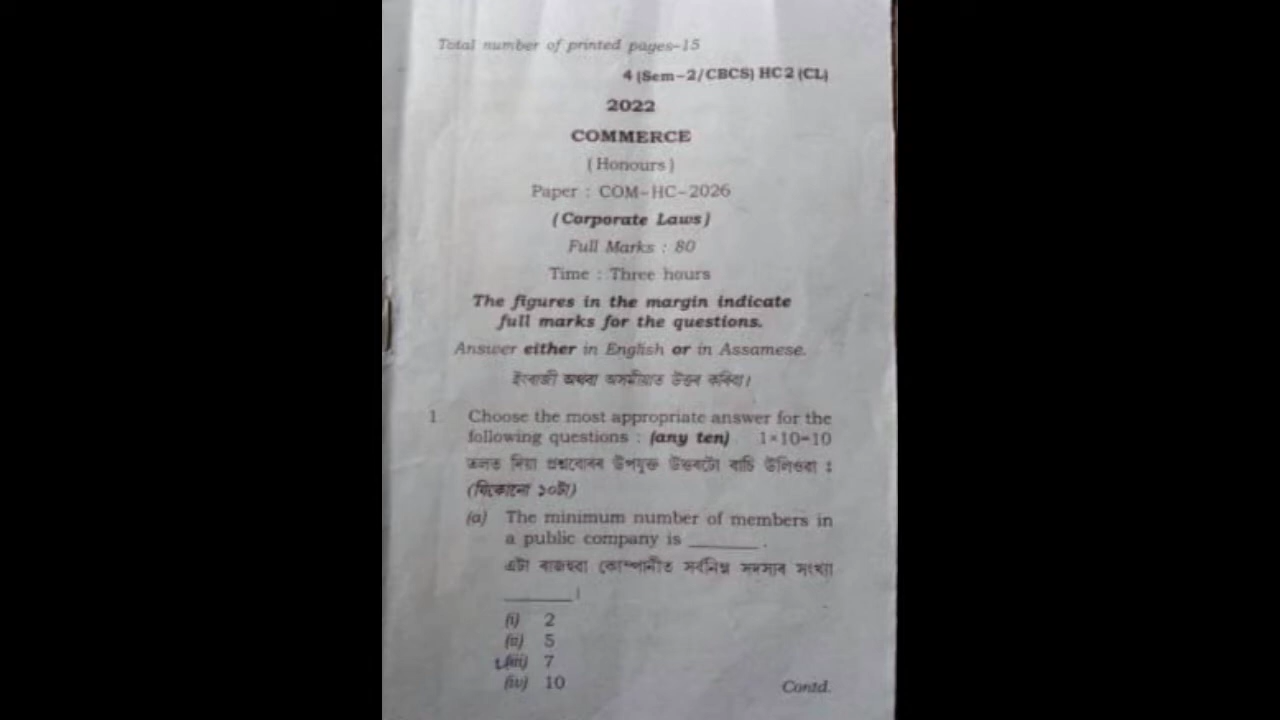 Total number of printed pages–15
4 (Sem–2/CBCS) HC 2 (CL)
2022
COMMERCE
(Honours)
Paper : COM–HC–2026
(Corporate Laws)
Full Marks : 80
Time : Three hours
The figures in the margin indicate
full marks for the questions.
Answer either in English or in Assamese.
ইংৰাজী অথবা অসমীয়াত উত্তৰ কৰিবা।
1. Choose the most appropriate answer for the
following questions : (any ten) 1×10=10
তলত দিয়া প্ৰশ্নবোৰৰ উপযুক্ত উত্তৰটো বাচি উলিওৱা :
(যিকোনো ১০টা)
(a) The minimum number of members in
a public company is ______ .
এটা ৰাজহুৱা কোম্পানীত সৰ্বনিম্ন সদস্যৰ সংখ্যা
______ ।
(i) 2
(ii) 5
(iii) 7
(iv) 10
Contd.